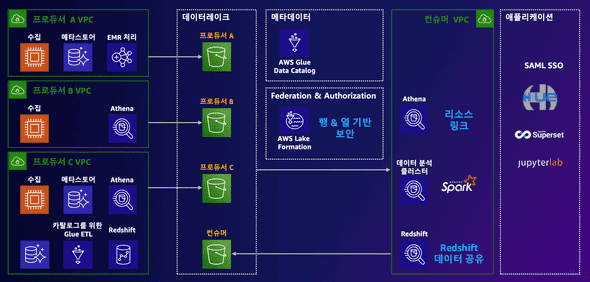 프로듀서 A VPC
수집
메타스토어
EMR 처리
프로듀서 B VPC
수집
Athena
프로듀서 C VPC
수집
메타스토어
Athena
카탈로그를 위한
Glue ETL
Redshift
데이터레이크
프로듀서 A
프로듀서 B
프로듀서 C
컨슈머
메타데이터
AWS Glue
Data Catalog
Federation & Authorization
AWS Lake
Formation
행 & 열 기반
보안
컨슈머 VPC
Athena
리소스
링크
데이터 분석
클러스터
APACHE
Spark
Redshift
Redshift
데이터 공유
애플리케이션
SAML SSO
HUE
Superset
jupyterlab